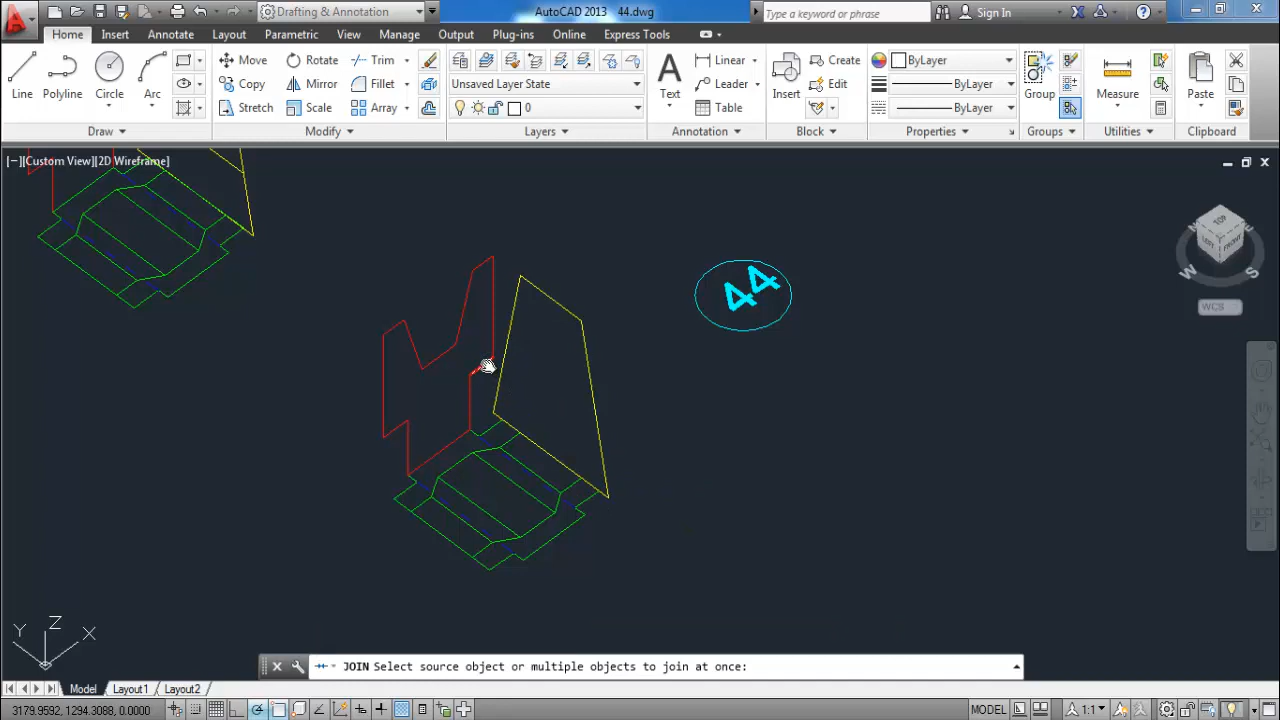 Drafting & Annotation
AutoCAD 2013 44.dwg
Type a keyword or phrase
Sign In
Home Insert Annotate Layout Parametric View Manage Output Plug-ins Online Express Tools
Line Polyline Circle Arc
Move Rotate Trim
Copy Mirror Fillet
Stretch Scale Array
Unsaved Layer State
0
Text
Linear
Leader
Table
Insert
Create
Edit
ByLayer
ByLayer
ByLayer
Group
Measure
Paste
Draw Modify Layers Annotation Block Properties Groups Utilities Clipboard
[−][Custom View][2D Wireframe]
44
TOP
LEFT FRONT
W S
WCS
Y Z X
JOIN Select source object or multiple objects to join at once:
Model Layout1 Layout2
3179.9592, 1294.3088, 0.0000
MODEL
1:1